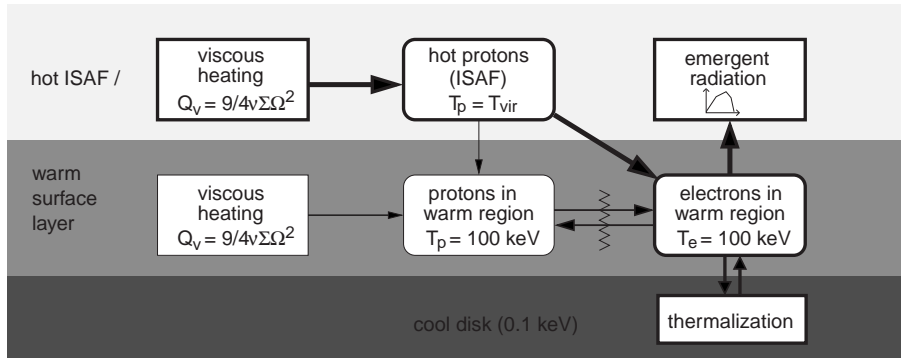 hot ISAF /
viscous
heating
Qv = 9/4νΣΩ²
hot protons
(ISAF)
Tp = Tvir
emergent
radiation
warm
surface
layer
viscous
heating
Qv = 9/4νΣΩ²
protons in
warm region
Tp = 100 keV
electrons in
warm region
Te = 100 keV
cool disk (0.1 keV)
thermalization